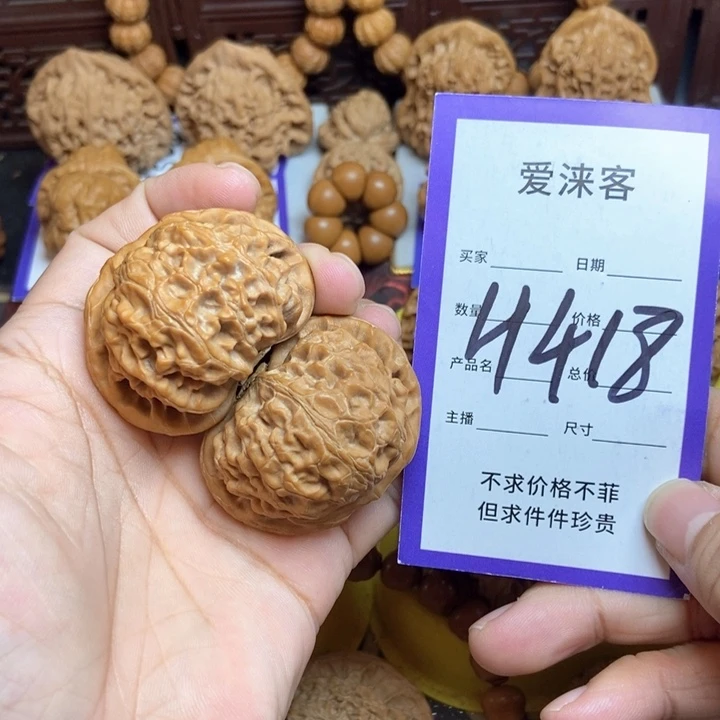 爱涞客
买家 日期
数量 价格
产品名 总价
4418
主播 尺寸
不求价格不菲
但求件件珍贵